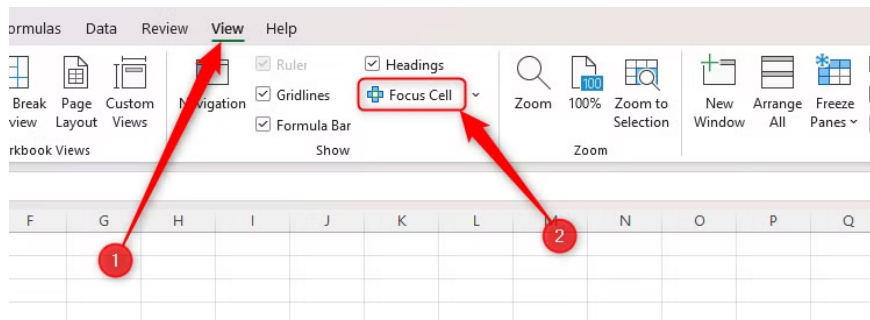 ormulas Data Review View Help
Ruler Headings
Gridlines Focus Cell
Formula Bar
Break Page Custom Navigation Zoom 100 100% Zoom to New Arrange Freeze
view Layout Views Selection Window All Panes
rkbook Views Show Zoom
F G H I J K L M N O P Q
1 2